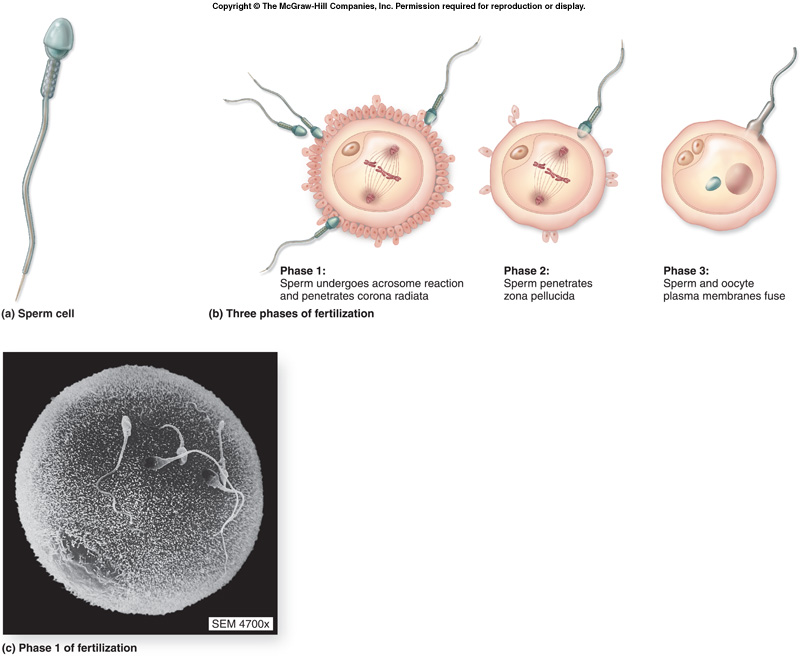 Copyright © The McGraw-Hill Companies, Inc. Permission required for reproduction or display.
Phase 1:
Sperm undergoes acrosome reaction
and penetrates corona radiata
Phase 2:
Sperm penetrates
zona pellucida
Phase 3:
Sperm and oocyte
plasma membranes fuse
(a) Sperm cell
(b) Three phases of fertilization
SEM 4700x
(c) Phase 1 of fertilization